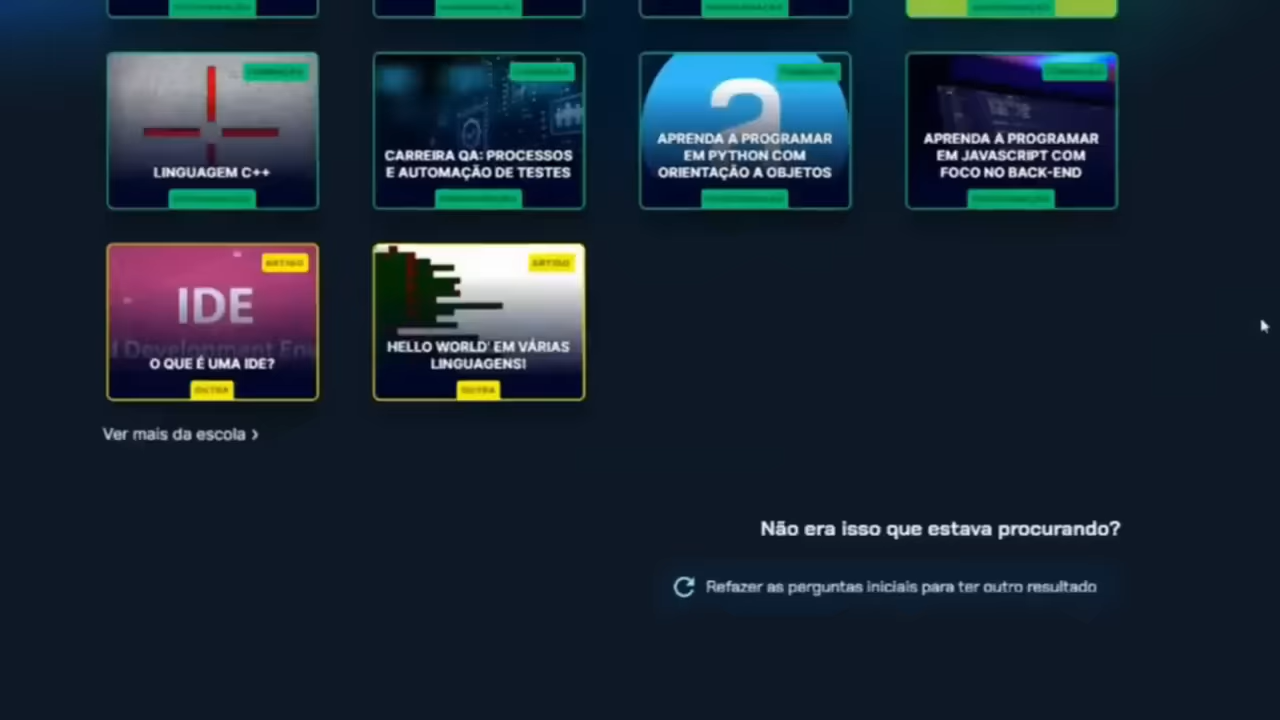 LINGUAGEM C++
CARREIRA QA: PROCESSOS
E AUTOMAÇÃO DE TESTES
APRENDA A PROGRAMAR
EM PYTHON COM
ORIENTAÇÃO A OBJETOS
APRENDA A PROGRAMAR
EM JAVASCRIPT COM
FOCO NO BACK-END
ARTIGO
IDE
O QUE É UMA IDE?
OUTRA
ARTIGO
HELLO WORLD' EM VÁRIAS
LINGUAGENS!
OUTRA
Ver mais da escola >
Não era isso que estava procurando?
Refazer as perguntas iniciais para ter outro resultado